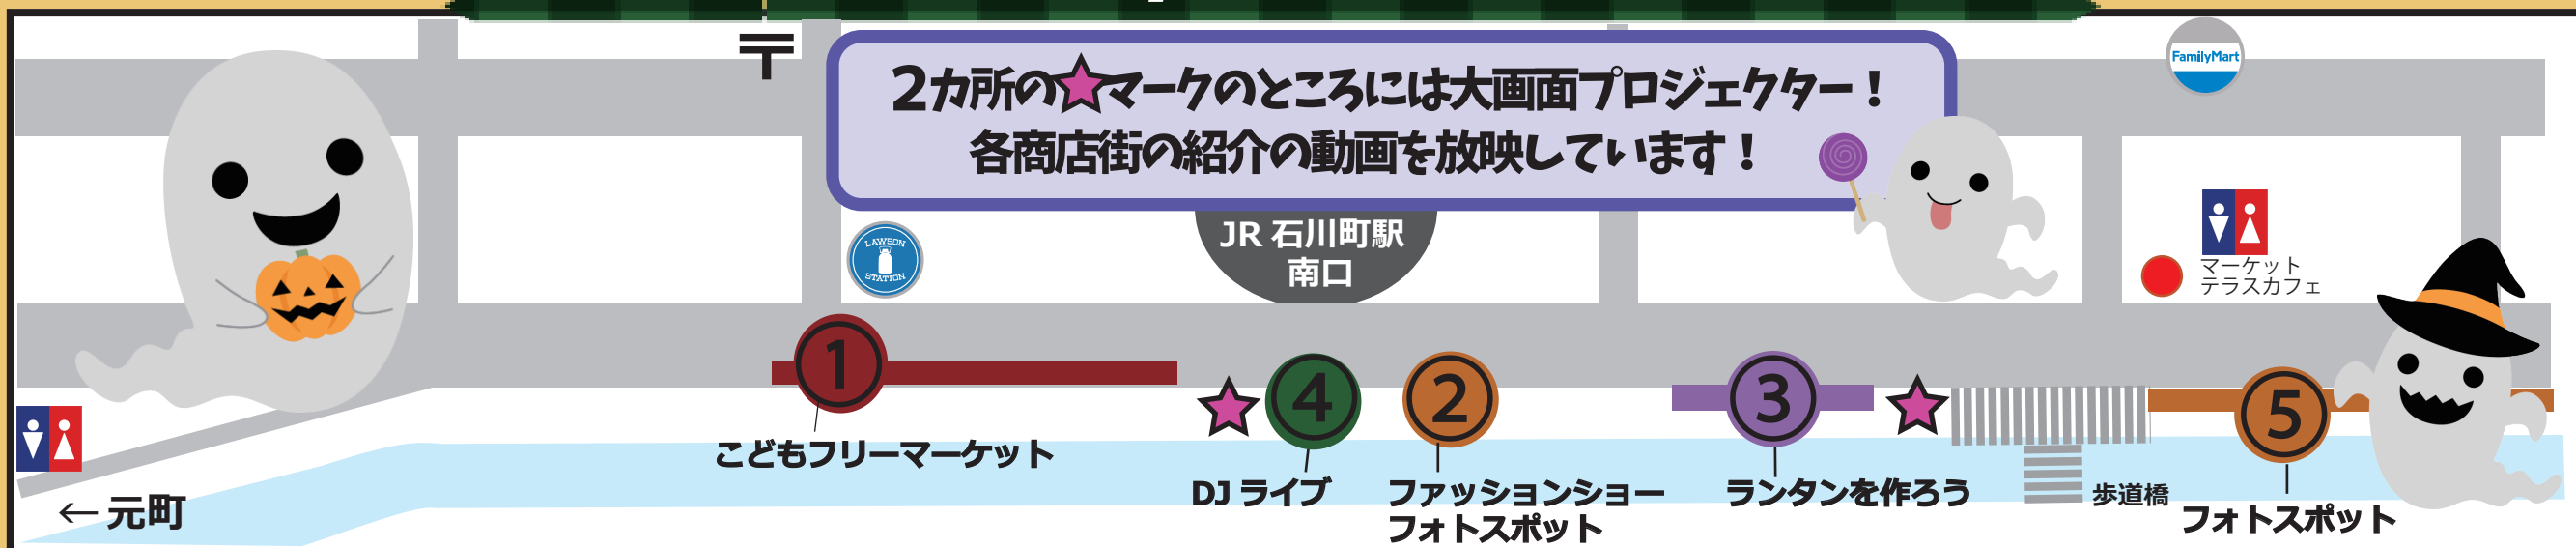 〒
2カ所の★マークのところには大画面プロジェクター！
各商店街の紹介の動画を放映しています！
FamilyMart
LAWSON
STATION
JR 石川町駅
南口
マーケット
テラスカフェ
1
4
2
3
5
こどもフリーマーケット
DJ ライブ
ファッションショー
フォトスポット
ランタンを作ろう
歩道橋
フォトスポット
← 元町